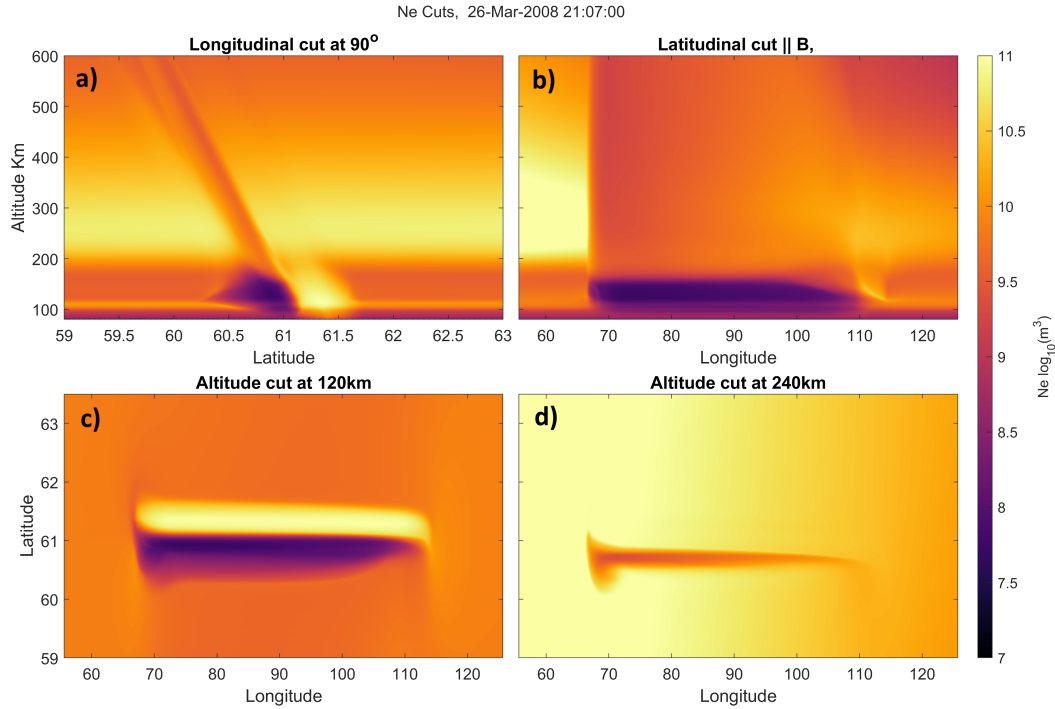 Ne Cuts,  26-Mar-2008 21:07:00
Longitudinal cut at 90°
a)
600
500
400
300
200
100
Altitude Km
59 59.5 60 60.5 61 61.5 62 62.5 63
Latitude
Latitudinal cut || B,
b)
60 70 80 90 100 110 120
Longitude
Altitude cut at 120km
c)
63
62
61
60
59
Latitude
60 70 80 90 100 110 120
Longitude
Altitude cut at 240km
d)
60 70 80 90 100 110 120
Longitude
11
10.5
10
9.5
9
8.5
8
7.5
7
Ne log₁₀(m³)